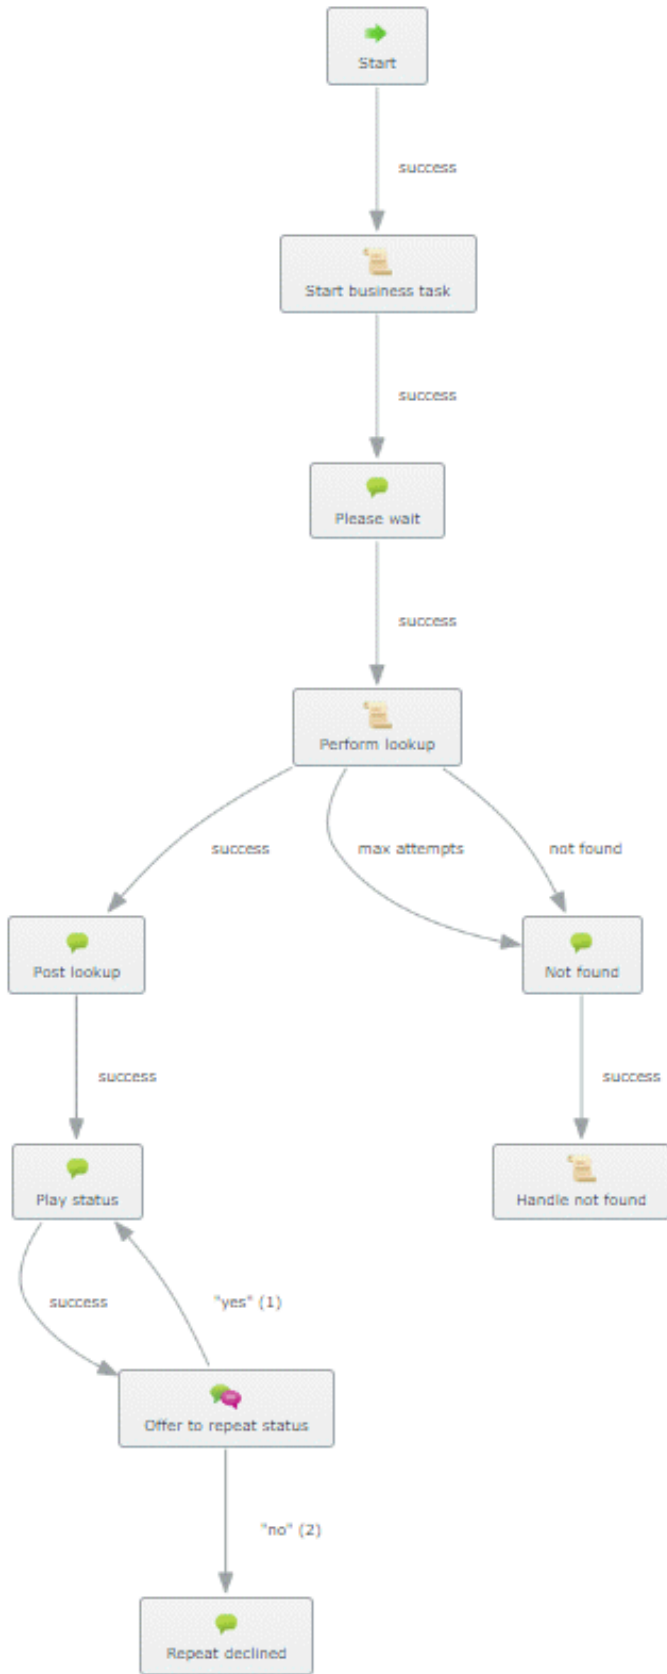 Start
success
Start business task
success
Please wait
success
Perform lookup
success
max attempts
not found
Post lookup
Not found
success
success
Play status
Handle not found
success
"yes" (1)
Offer to repeat status
"no" (2)
Repeat declined